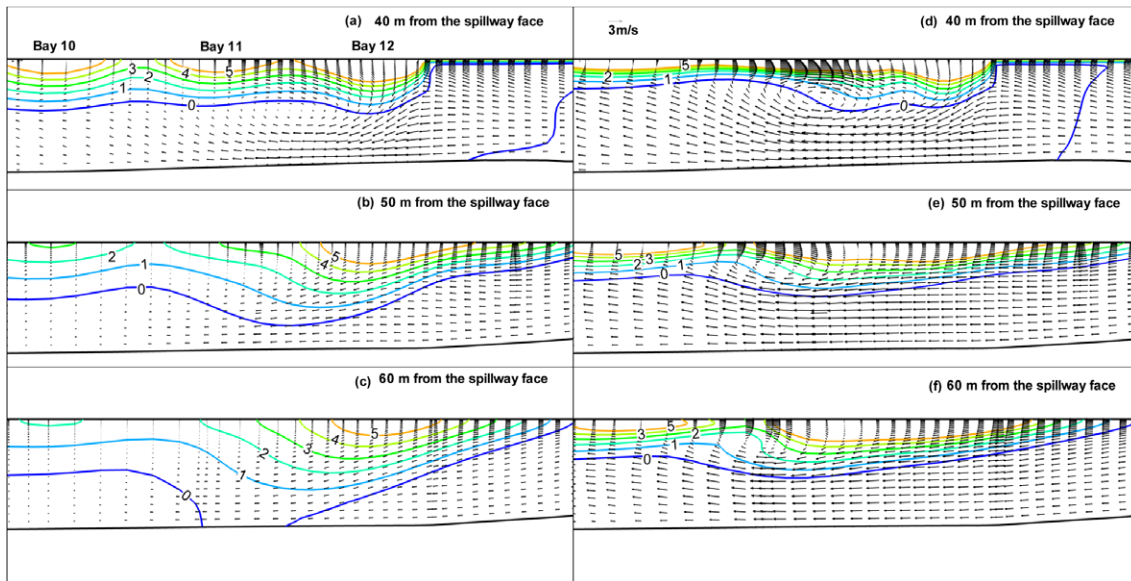 (a) 40 m from the spillway face
Bay 10 Bay 11 Bay 12
3 2 4 5
1 0
(d) 40 m from the spillway face
3m/s
5
2 1
0
(b) 50 m from the spillway face
2 5
1 4 3
0
(e) 50 m from the spillway face
5 3
2 1
0
(c) 60 m from the spillway face
5
4
3
2
1
0
(f) 60 m from the spillway face
5 2
3 1
0